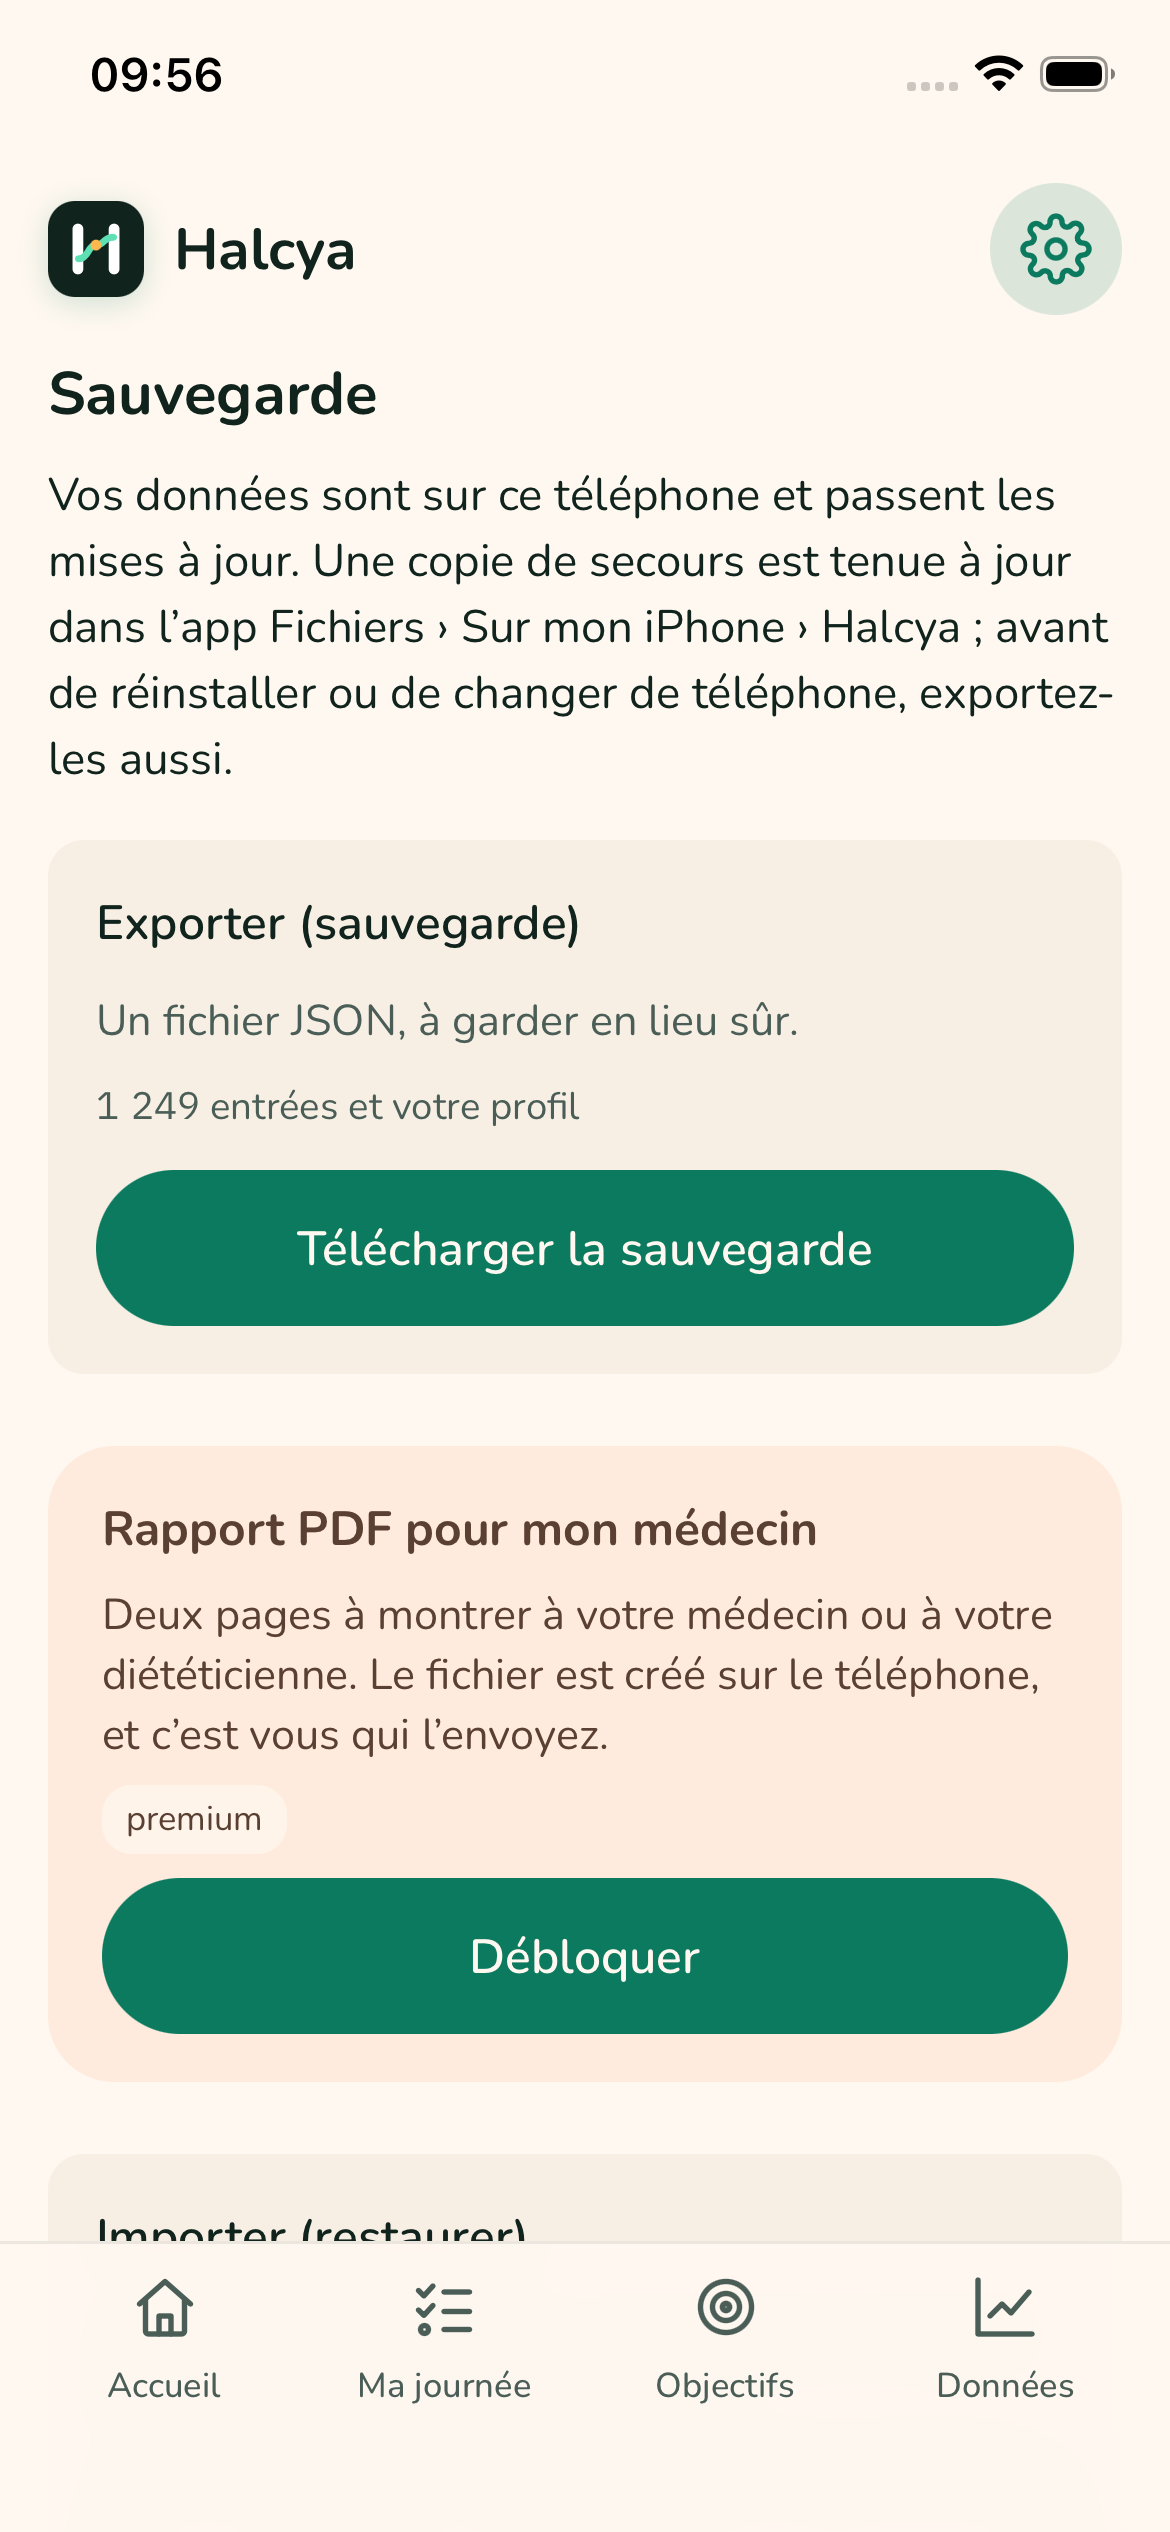 09:56
Halcya
Sauvegarde
Vos données sont sur ce téléphone et passent les
mises à jour. Une copie de secours est tenue à jour
dans l’app Fichiers › Sur mon iPhone › Halcya ; avant
de réinstaller ou de changer de téléphone, exportez-
les aussi.
Exporter (sauvegarde)
Un fichier JSON, à garder en lieu sûr.
1 249 entrées et votre profil
Télécharger la sauvegarde
Rapport PDF pour mon médecin
Deux pages à montrer à votre médecin ou à votre
diététicienne. Le fichier est créé sur le téléphone,
et c’est vous qui l’envoyez.
premium
Débloquer
Importer (restaurer)
Accueil
Ma journée
Objectifs
Données